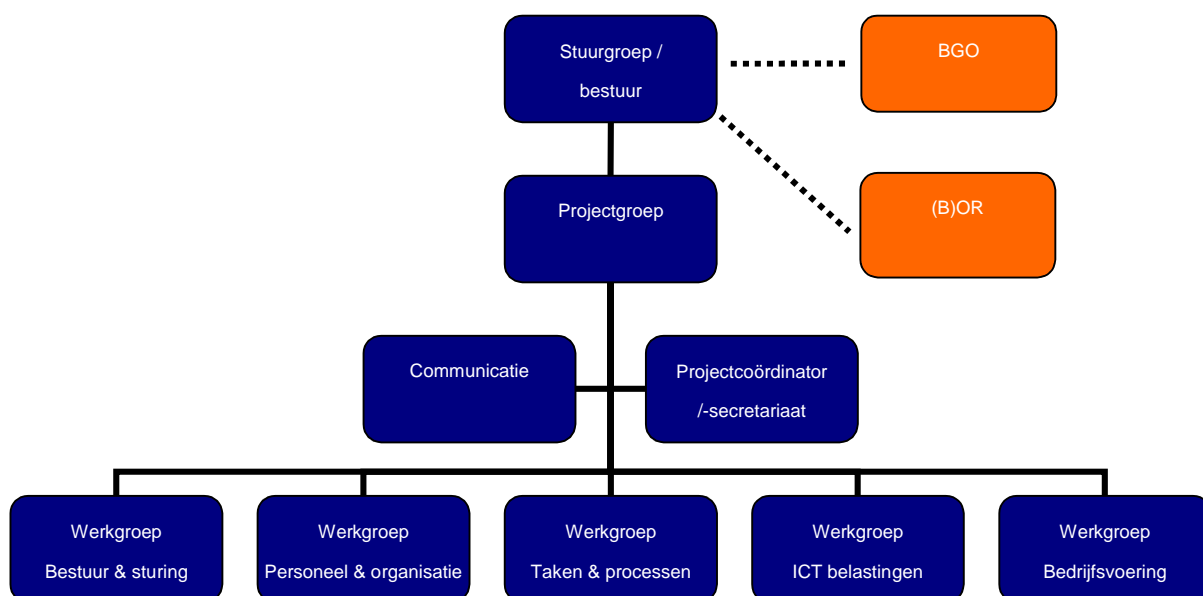 Stuurgroep /
bestuur
BGO
Projectgroep
(B)OR
Communicatie
Projectcoördinator
/-secretariaat
Werkgroep
Bestuur & sturing
Werkgroep
Personeel & organisatie
Werkgroep
Taken & processen
Werkgroep
ICT belastingen
Werkgroep
Bedrijfsvoering